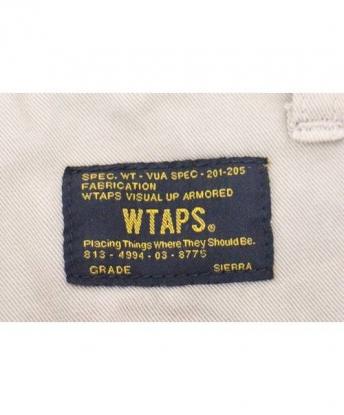 SPEC. WT - VUA SPEC - 201-205
FABRICATION
WTAPS VISUAL UP ARMORED
WTAPS®
Placing Things Where They Should Be.
813 - 4994 - 03 - 8775
GRADE SIERRA